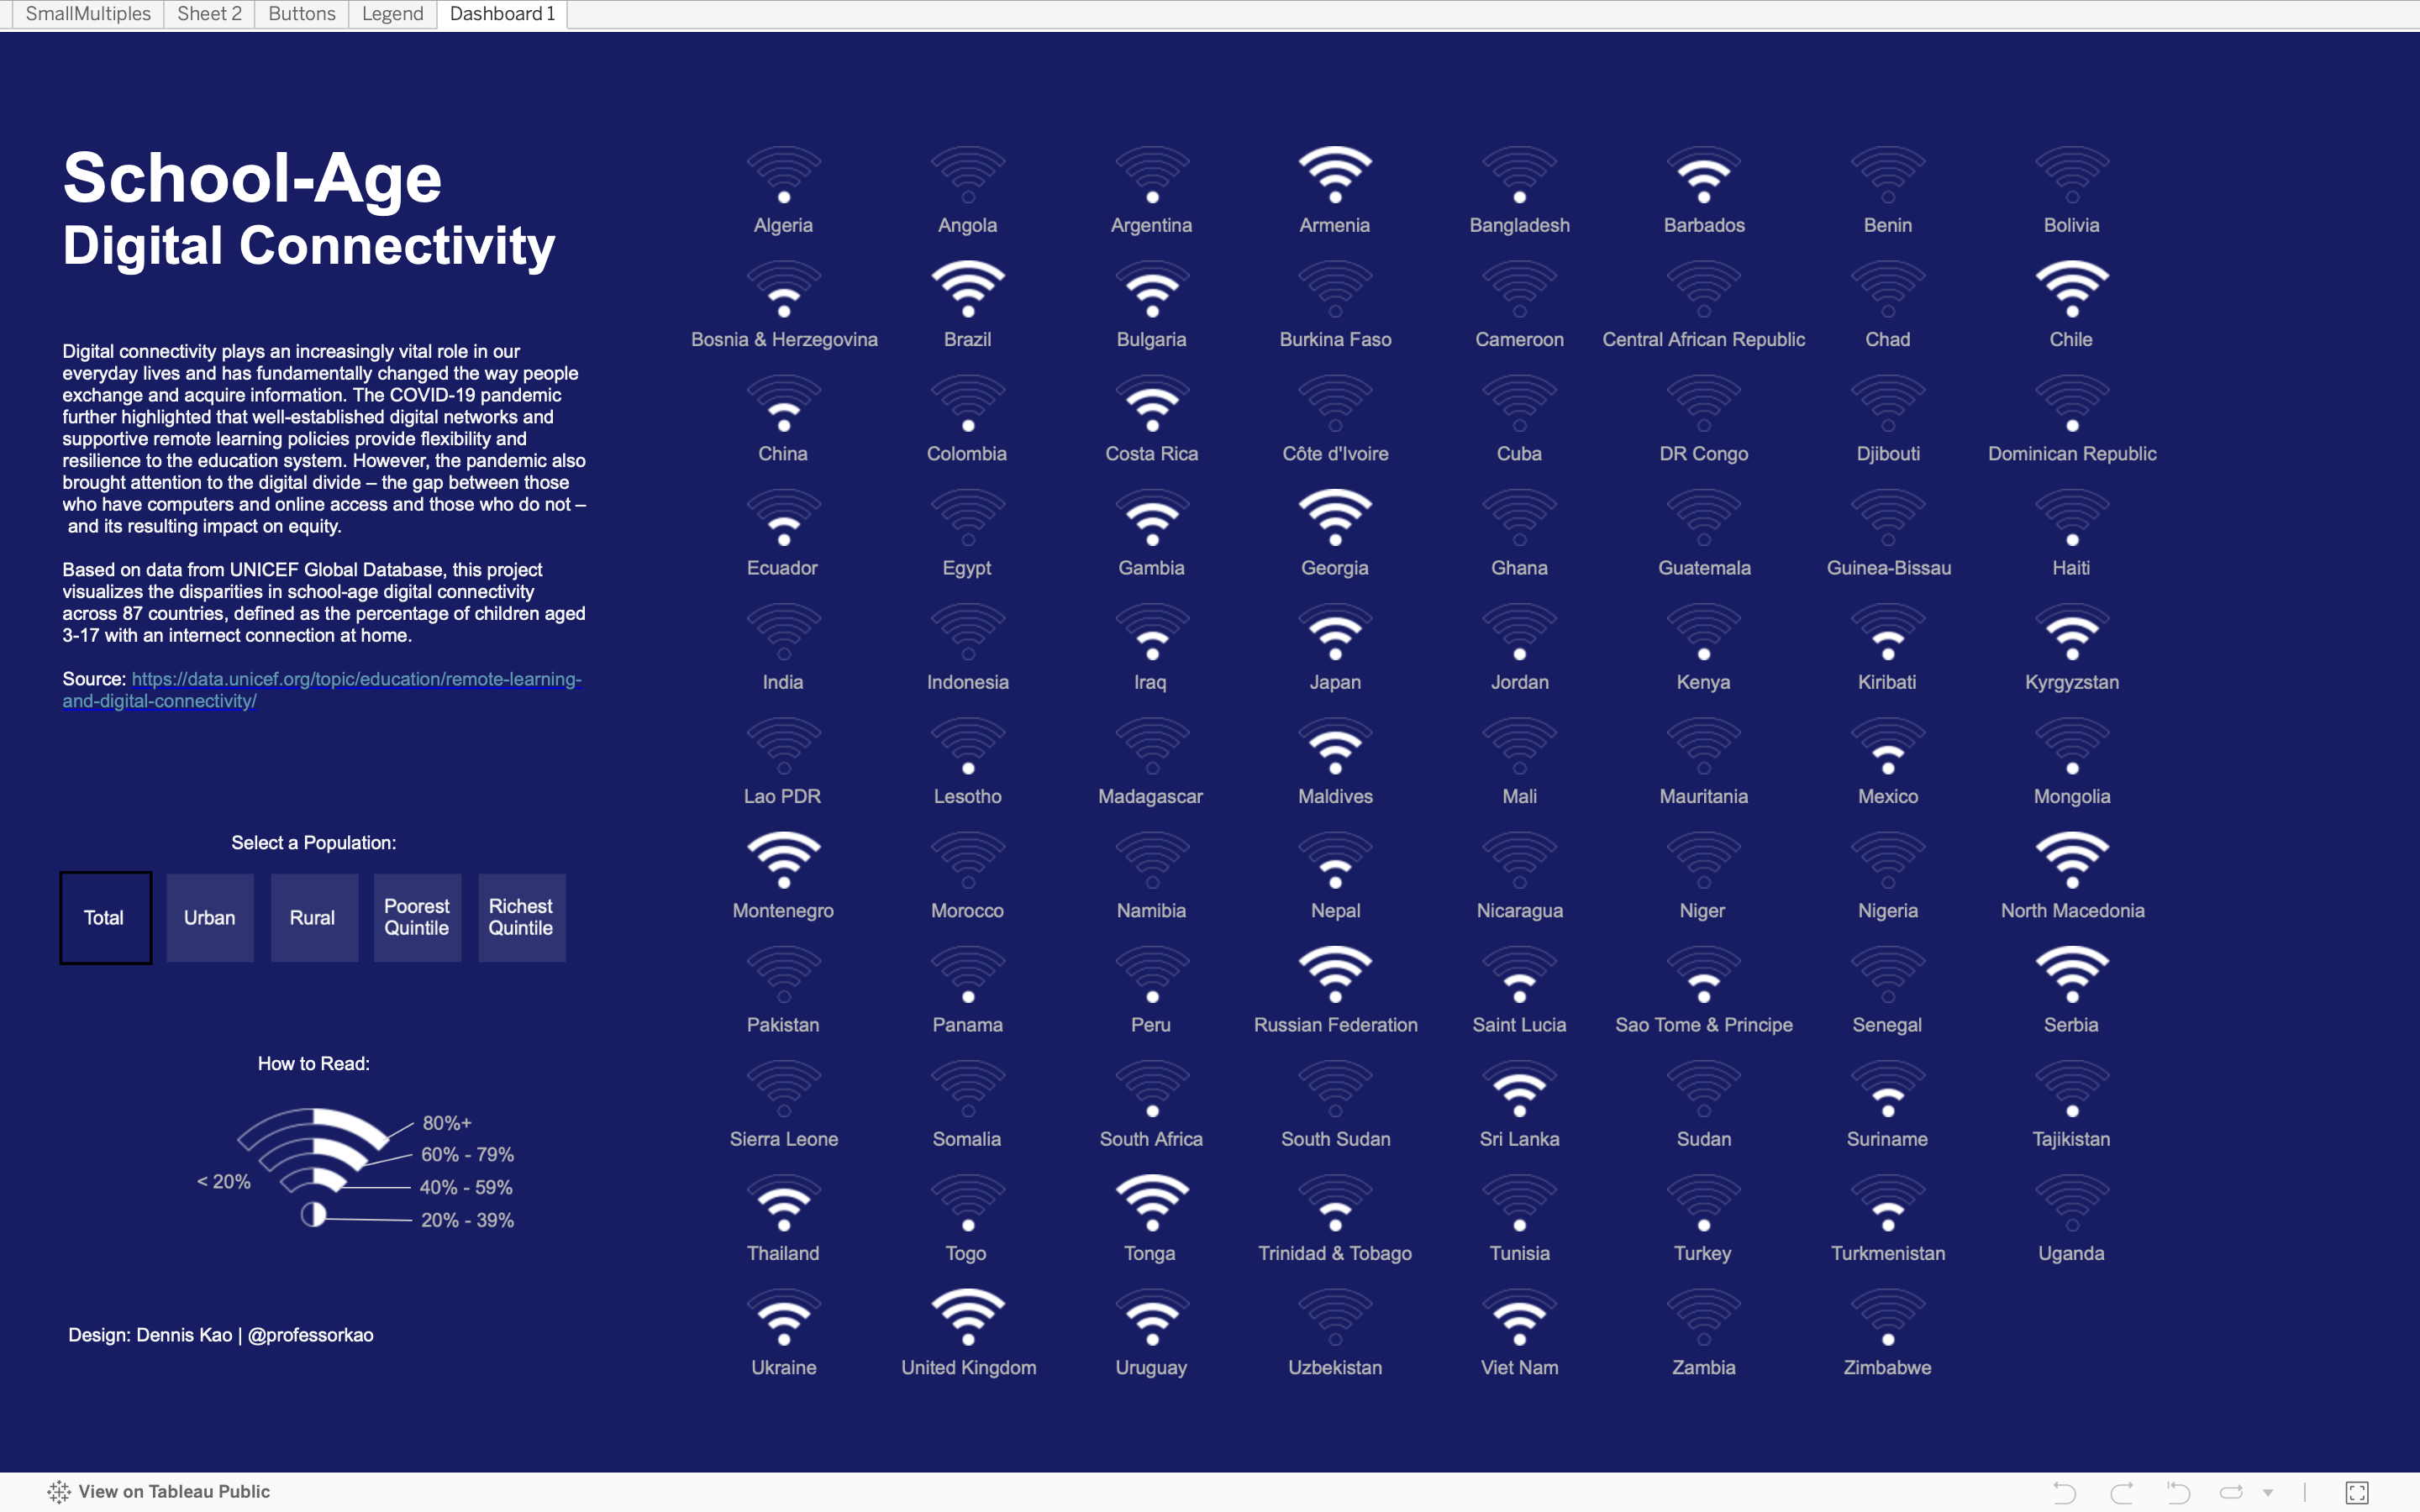 SmallMultiples Sheet 2 Buttons Legend Dashboard 1
School-Age
Digital Connectivity
Digital connectivity plays an increasingly vital role in our
everyday lives and has fundamentally changed the way people
exchange and acquire information. The COVID-19 pandemic
further highlighted that well-established digital networks and
supportive remote learning policies provide flexibility and
resilience to the education system. However, the pandemic also
brought attention to the digital divide – the gap between those
who have computers and online access and those who do not –
and its resulting impact on equity.
Based on data from UNICEF Global Database, this project
visualizes the disparities in school-age digital connectivity
across 87 countries, defined as the percentage of children aged
3-17 with an internect connection at home.
Source: https://data.unicef.org/topic/education/remote-learning-
and-digital-connectivity/
Select a Population:
Total Urban Rural Poorest Quintile Richest Quintile
How to Read:
80%+
60% - 79%
< 20%
40% - 59%
20% - 39%
Design: Dennis Kao | @professorkao
Algeria Angola Argentina Armenia Bangladesh Barbados Benin Bolivia
Bosnia & Herzegovina Brazil Bulgaria Burkina Faso Cameroon Central African Republic Chad Chile
China Colombia Costa Rica Côte d'Ivoire Cuba DR Congo Djibouti Dominican Republic
Ecuador Egypt Gambia Georgia Ghana Guatemala Guinea-Bissau Haiti
India Indonesia Iraq Japan Jordan Kenya Kiribati Kyrgyzstan
Lao PDR Lesotho Madagascar Maldives Mali Mauritania Mexico Mongolia
Montenegro Morocco Namibia Nepal Nicaragua Niger Nigeria North Macedonia
Pakistan Panama Peru Russian Federation Saint Lucia Sao Tome & Principe Senegal Serbia
Sierra Leone Somalia South Africa South Sudan Sri Lanka Sudan Suriname Tajikistan
Thailand Togo Tonga Trinidad & Tobago Tunisia Turkey Turkmenistan Uganda
Ukraine United Kingdom Uruguay Uzbekistan Viet Nam Zambia Zimbabwe
View on Tableau Public